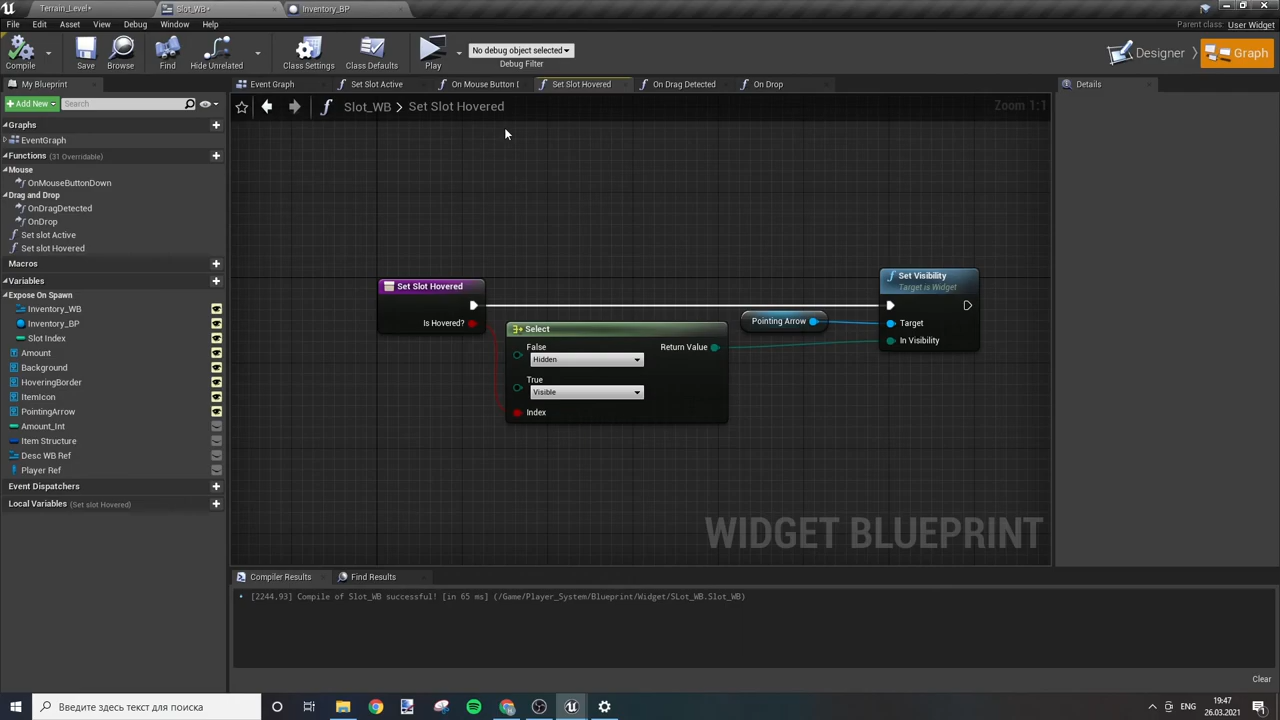 Terrain_Level*
Slot_WB*
Inventory_BP
File Edit Asset View Debug Window Help
Parent class: User Widget
Compile
Save
Browse
Find
Hide Unrelated
Class Settings
Class Defaults
Play
No debug object selected
Debug Filter
Designer
Graph
My Blueprint
Event Graph
Set Slot Active
On Mouse Button D
Set Slot Hovered
On Drag Detected
On Drop
Details
Add New
Search
Slot_WB > Set Slot Hovered
Zoom 1:1
Graphs
EventGraph
Functions (31 Overridable)
Mouse
OnMouseButtonDown
Drag and Drop
OnDragDetected
OnDrop
Set slot Active
Set slot Hovered
Macros
Variables
Expose On Spawn
Inventory_WB
Inventory_BP
Slot Index
Amount
Background
HoveringBorder
ItemIcon
PointingArrow
Amount_Int
Item Structure
Desc WB Ref
Player Ref
Event Dispatchers
Local Variables (Set slot Hovered)
Set Slot Hovered
Is Hovered?
Select
False
Hidden
True
Visible
Index
Return Value
Pointing Arrow
Set Visibility
Target is Widget
Target
In Visibility
WIDGET BLUEPRINT
Compiler Results
Find Results
[2244,93] Compile of Slot_WB successful! [in 65 ms] (/Game/Player_System/Blueprint/Widget/SLot_WB.Slot_WB)
Clear
Введите здесь текст для поиска
ENG
19:47
26.03.2021